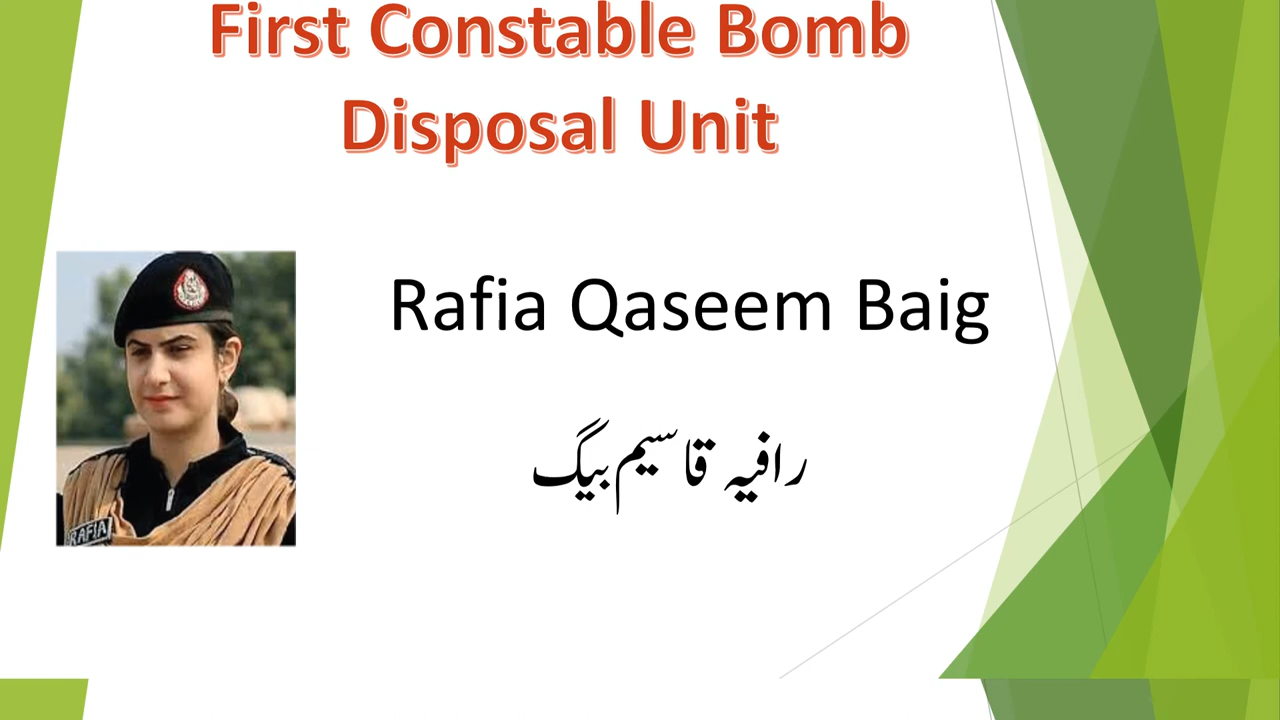 First Constable Bomb
Disposal Unit
Rafia Qaseem Baig
رافیہ قاسیم بیگ
RAFIA